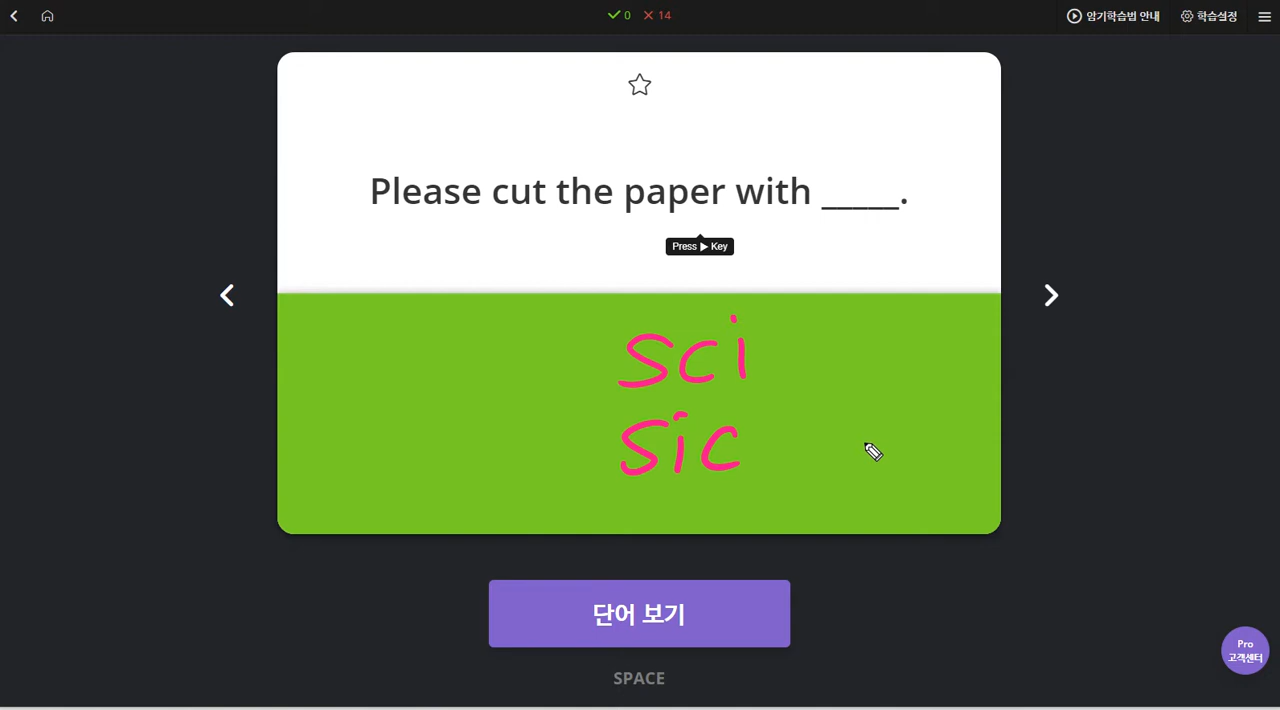 0 14 암기학습법 안내 학습설정
Please cut the paper with _____.
Press ▶ Key
sci
sic
단어 보기
SPACE
Pro
고객센터